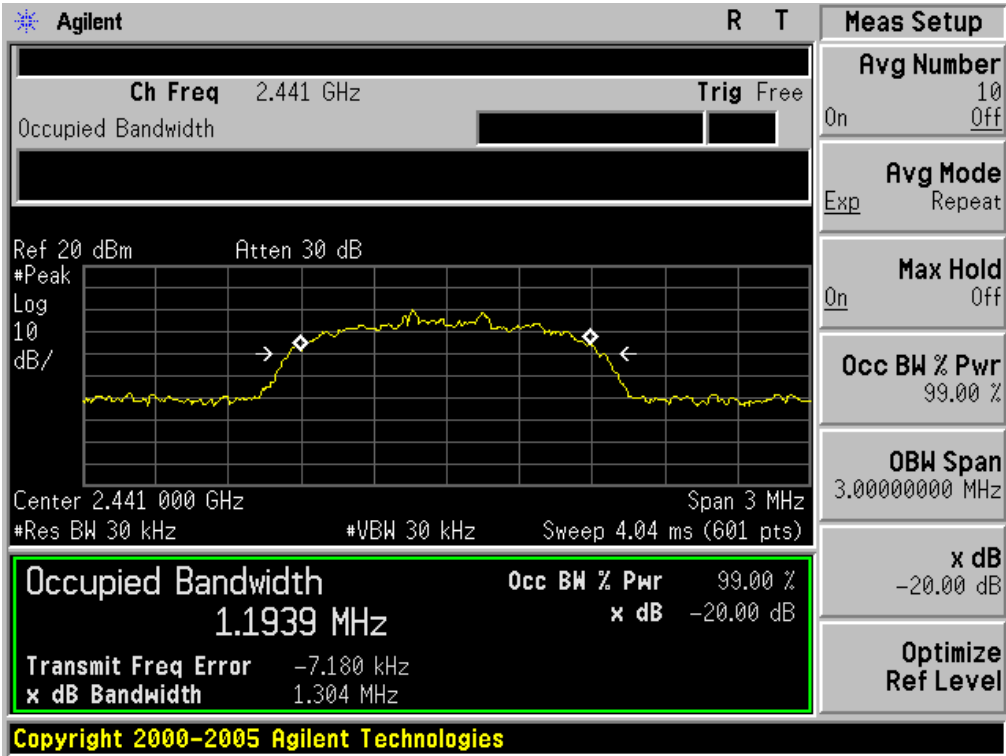 Agilent R T
Ch Freq 2.441 GHz Trig Free
Occupied Bandwidth
Ref 20 dBm Atten 30 dB
#Peak
Log
10
dB/
Center 2.441 000 GHz Span 3 MHz
#Res BW 30 kHz #VBW 30 kHz Sweep 4.04 ms (601 pts)
Occupied Bandwidth Occ BW % Pwr 99.00 %
1.1939 MHz x dB -20.00 dB
Transmit Freq Error -7.180 kHz
x dB Bandwidth 1.304 MHz
Copyright 2000-2005 Agilent Technologies
Meas Setup
Avg Number
10
On Off
Avg Mode
Exp Repeat
Max Hold
On Off
Occ BW % Pwr
99.00 %
OBW Span
3.00000000 MHz
x dB
-20.00 dB
Optimize
Ref Level